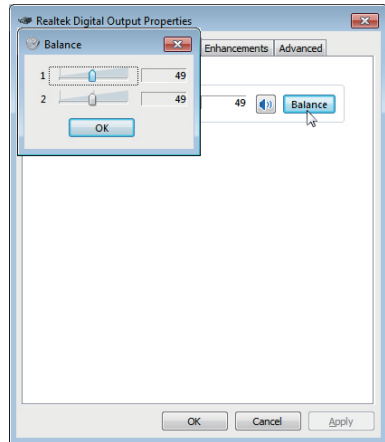 Realtek Digital Output Properties
Balance
Enhancements Advanced
1 49
2 49
OK
49 Balance
OK Cancel Apply